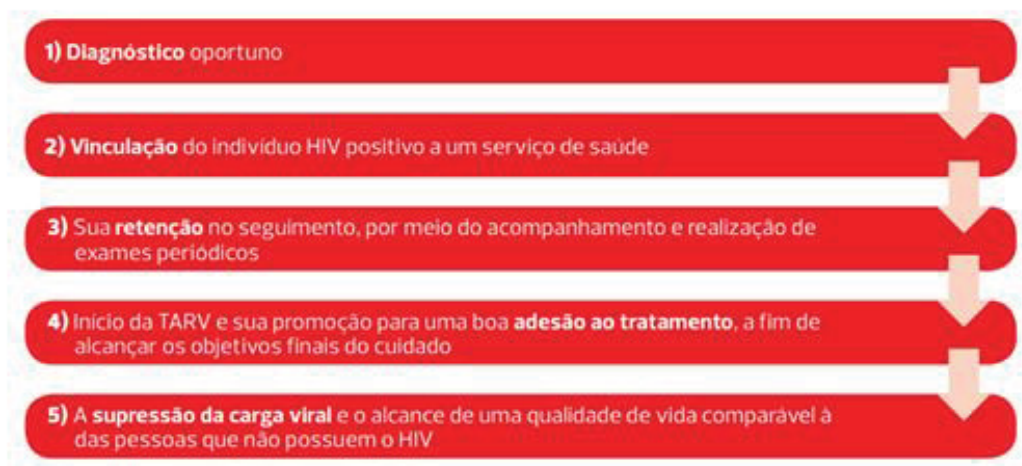 1) Diagnóstico oportuno
2) Vinculação do indivíduo HIV positivo a um serviço de saúde
3) Sua retenção no seguimento, por meio do acompanhamento e realização de
exames periódicos
4) Início da TARV e sua promoção para uma boa adesão ao tratamento, a fim de
alcançar os objetivos finais do cuidado
5) A supressão da carga viral e o alcance de uma qualidade de vida comparável à
das pessoas que não possuem o HIV